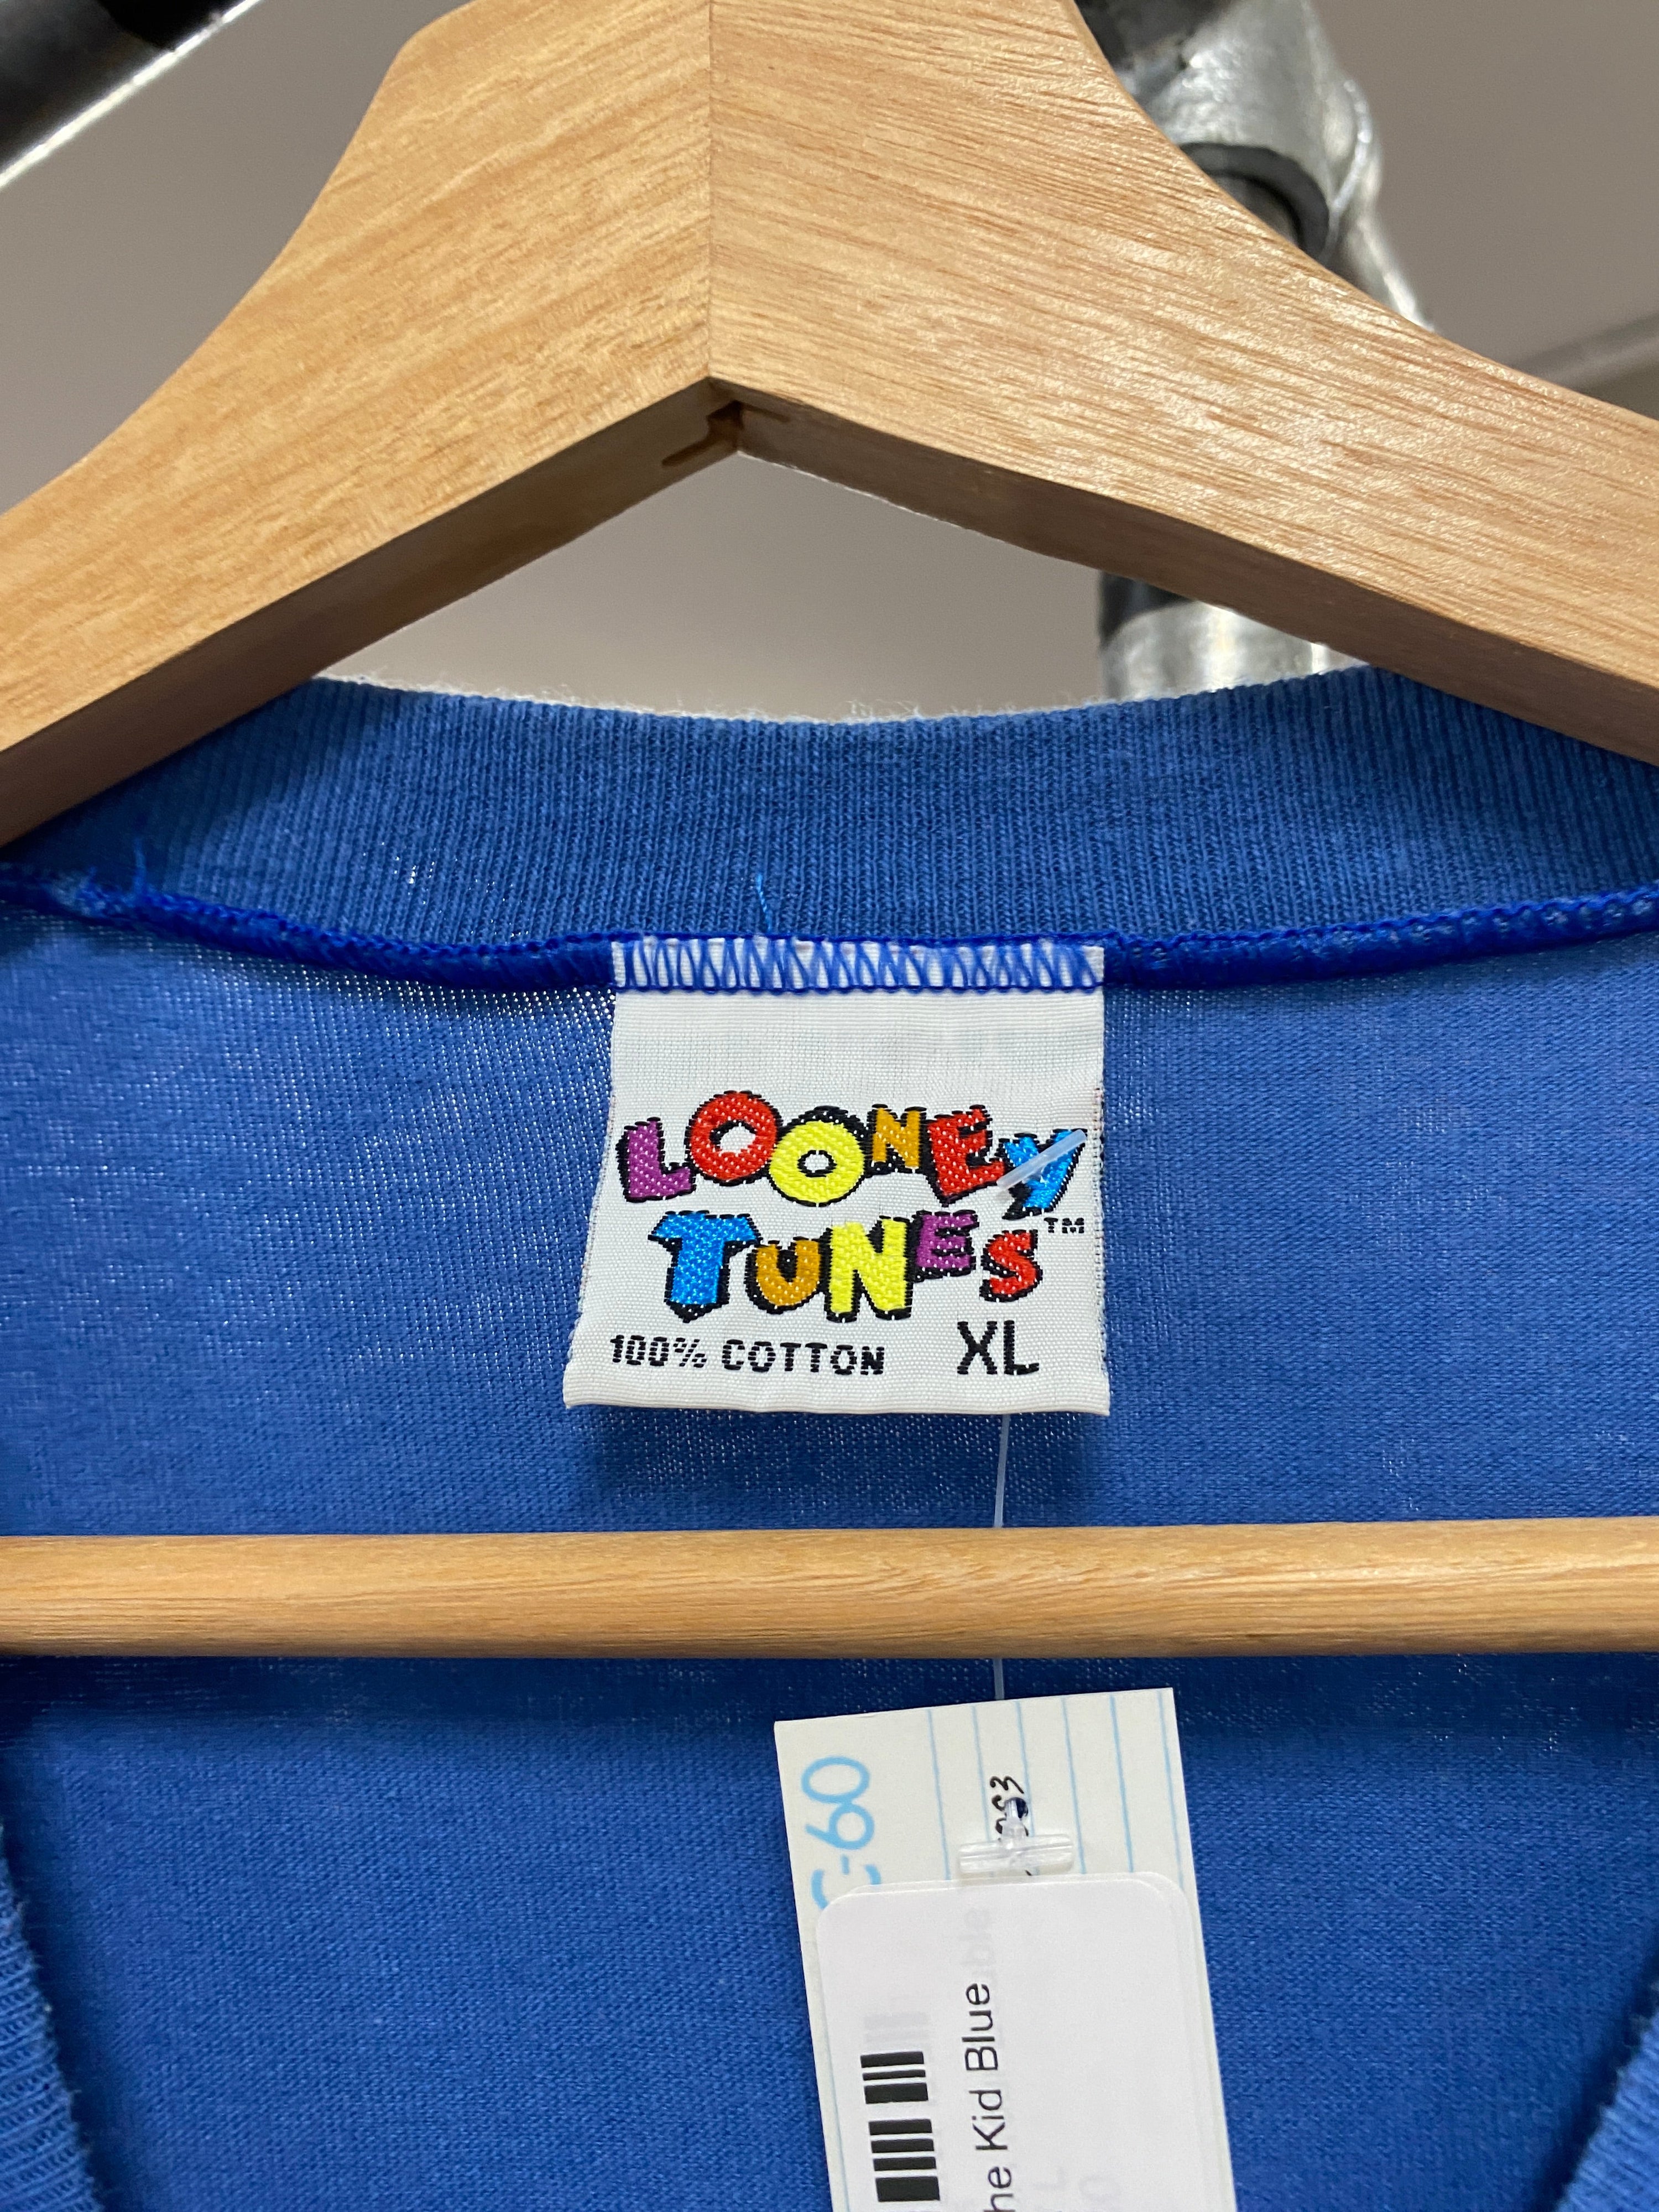 LOONEY
TUNES™
100% COTTON XL
C-60
he Kid Blue